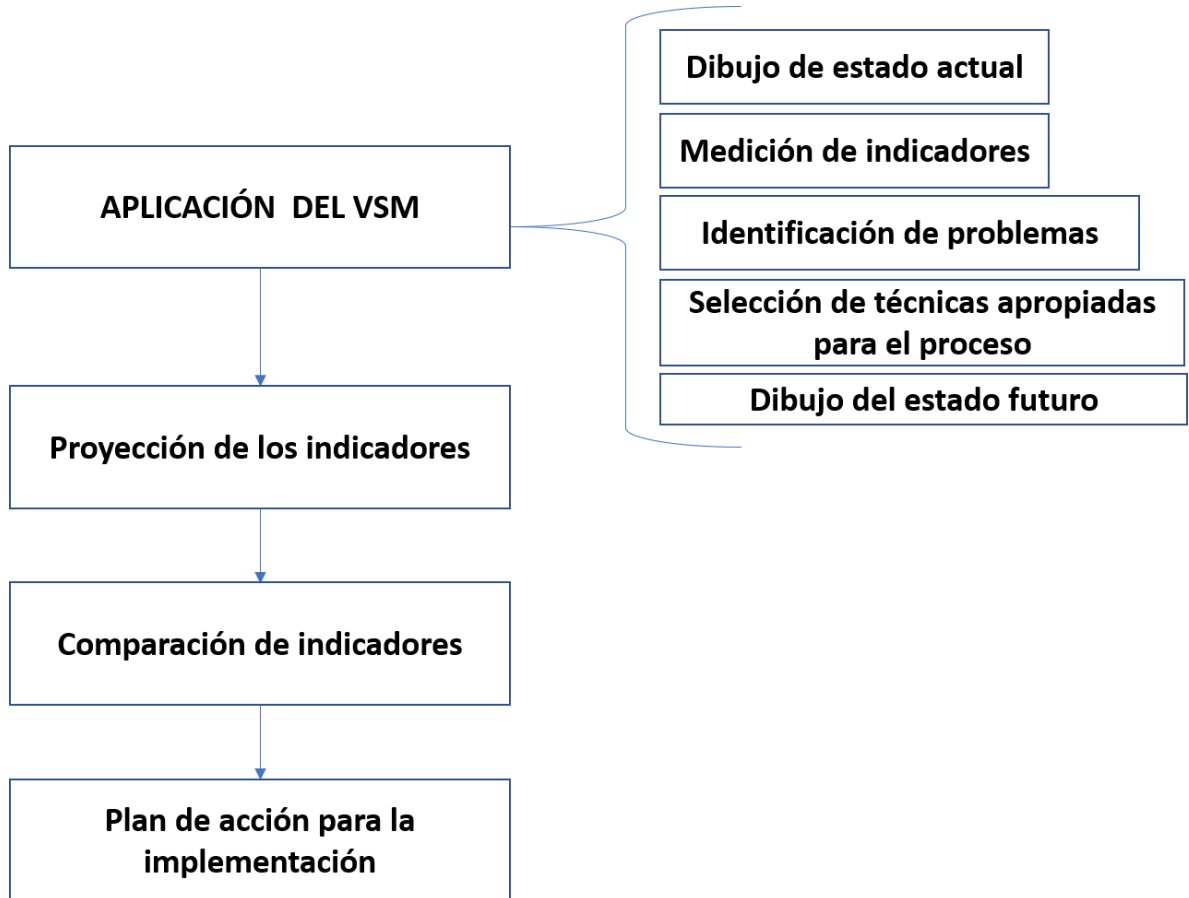 APLICACIÓN DEL VSM
Dibujo de estado actual
Medición de indicadores
Identificación de problemas
Selección de técnicas apropiadas
para el proceso
Dibujo del estado futuro
Proyección de los indicadores
Comparación de indicadores
Plan de acción para la
implementación